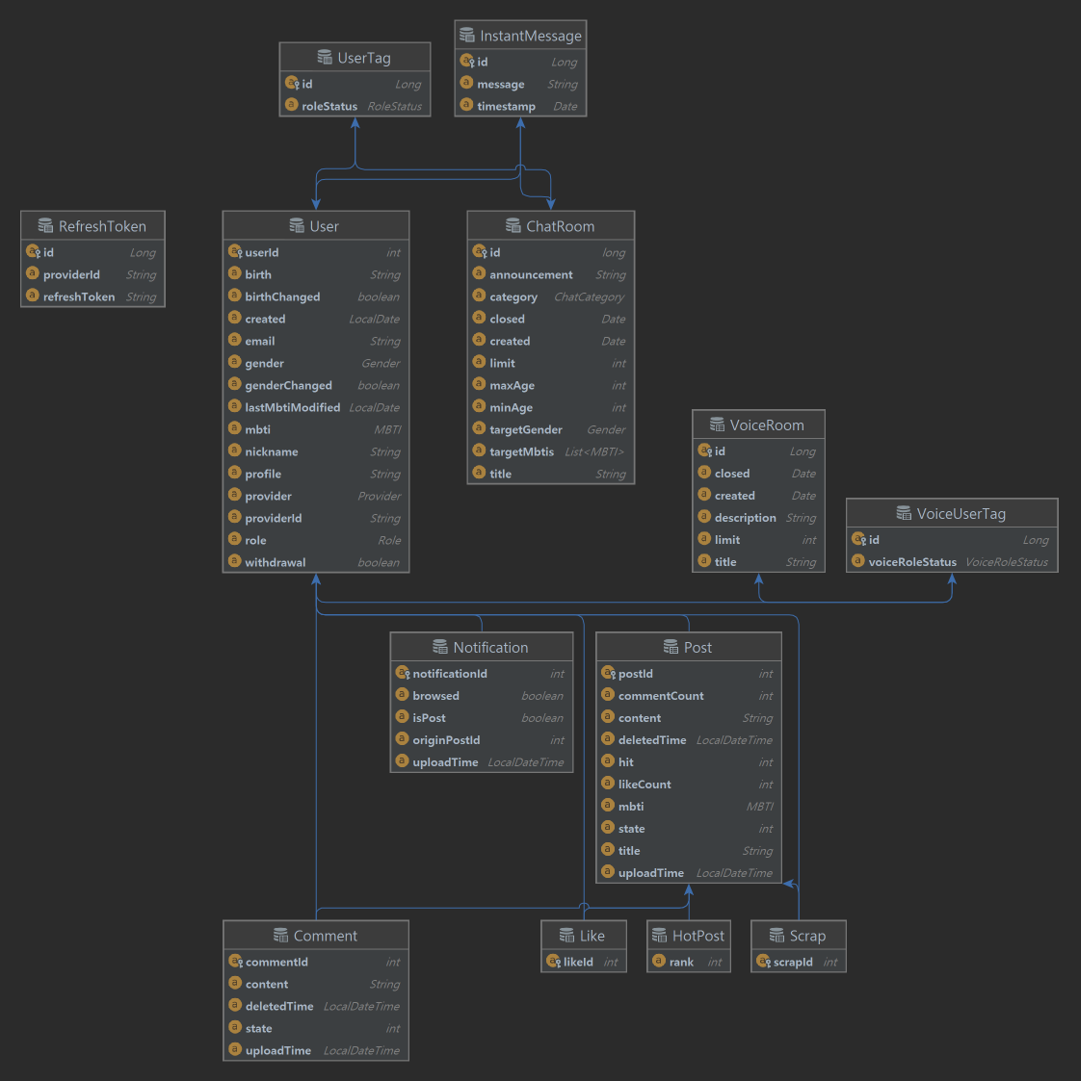 InstantMessage
id Long
message String
timestamp Date
UserTag
id Long
roleStatus RoleStatus
RefreshToken
id Long
providerId String
refreshToken String
User
userId int
birth String
birthChanged boolean
created LocalDate
email String
gender Gender
genderChanged boolean
lastMbtiModified LocalDate
mbti MBTI
nickname String
profile String
provider Provider
providerId String
role Role
withdrawal boolean
ChatRoom
id long
announcement String
category ChatCategory
closed Date
created Date
limit int
maxAge int
minAge int
targetGender Gender
targetMbtis List<MBTI>
title String
VoiceRoom
id Long
closed Date
created Date
description String
limit int
title String
VoiceUserTag
id Long
voiceRoleStatus VoiceRoleStatus
Notification
notificationId int
browsed boolean
isPost boolean
originPostId int
uploadTime LocalDateTime
Post
postId int
commentCount int
content String
deletedTime LocalDateTime
hit int
likeCount int
mbti MBTI
state int
title String
uploadTime LocalDateTime
Comment
commentId int
content String
deletedTime LocalDateTime
state int
uploadTime LocalDateTime
Like
likeId int
HotPost
rank int
Scrap
scrapId int